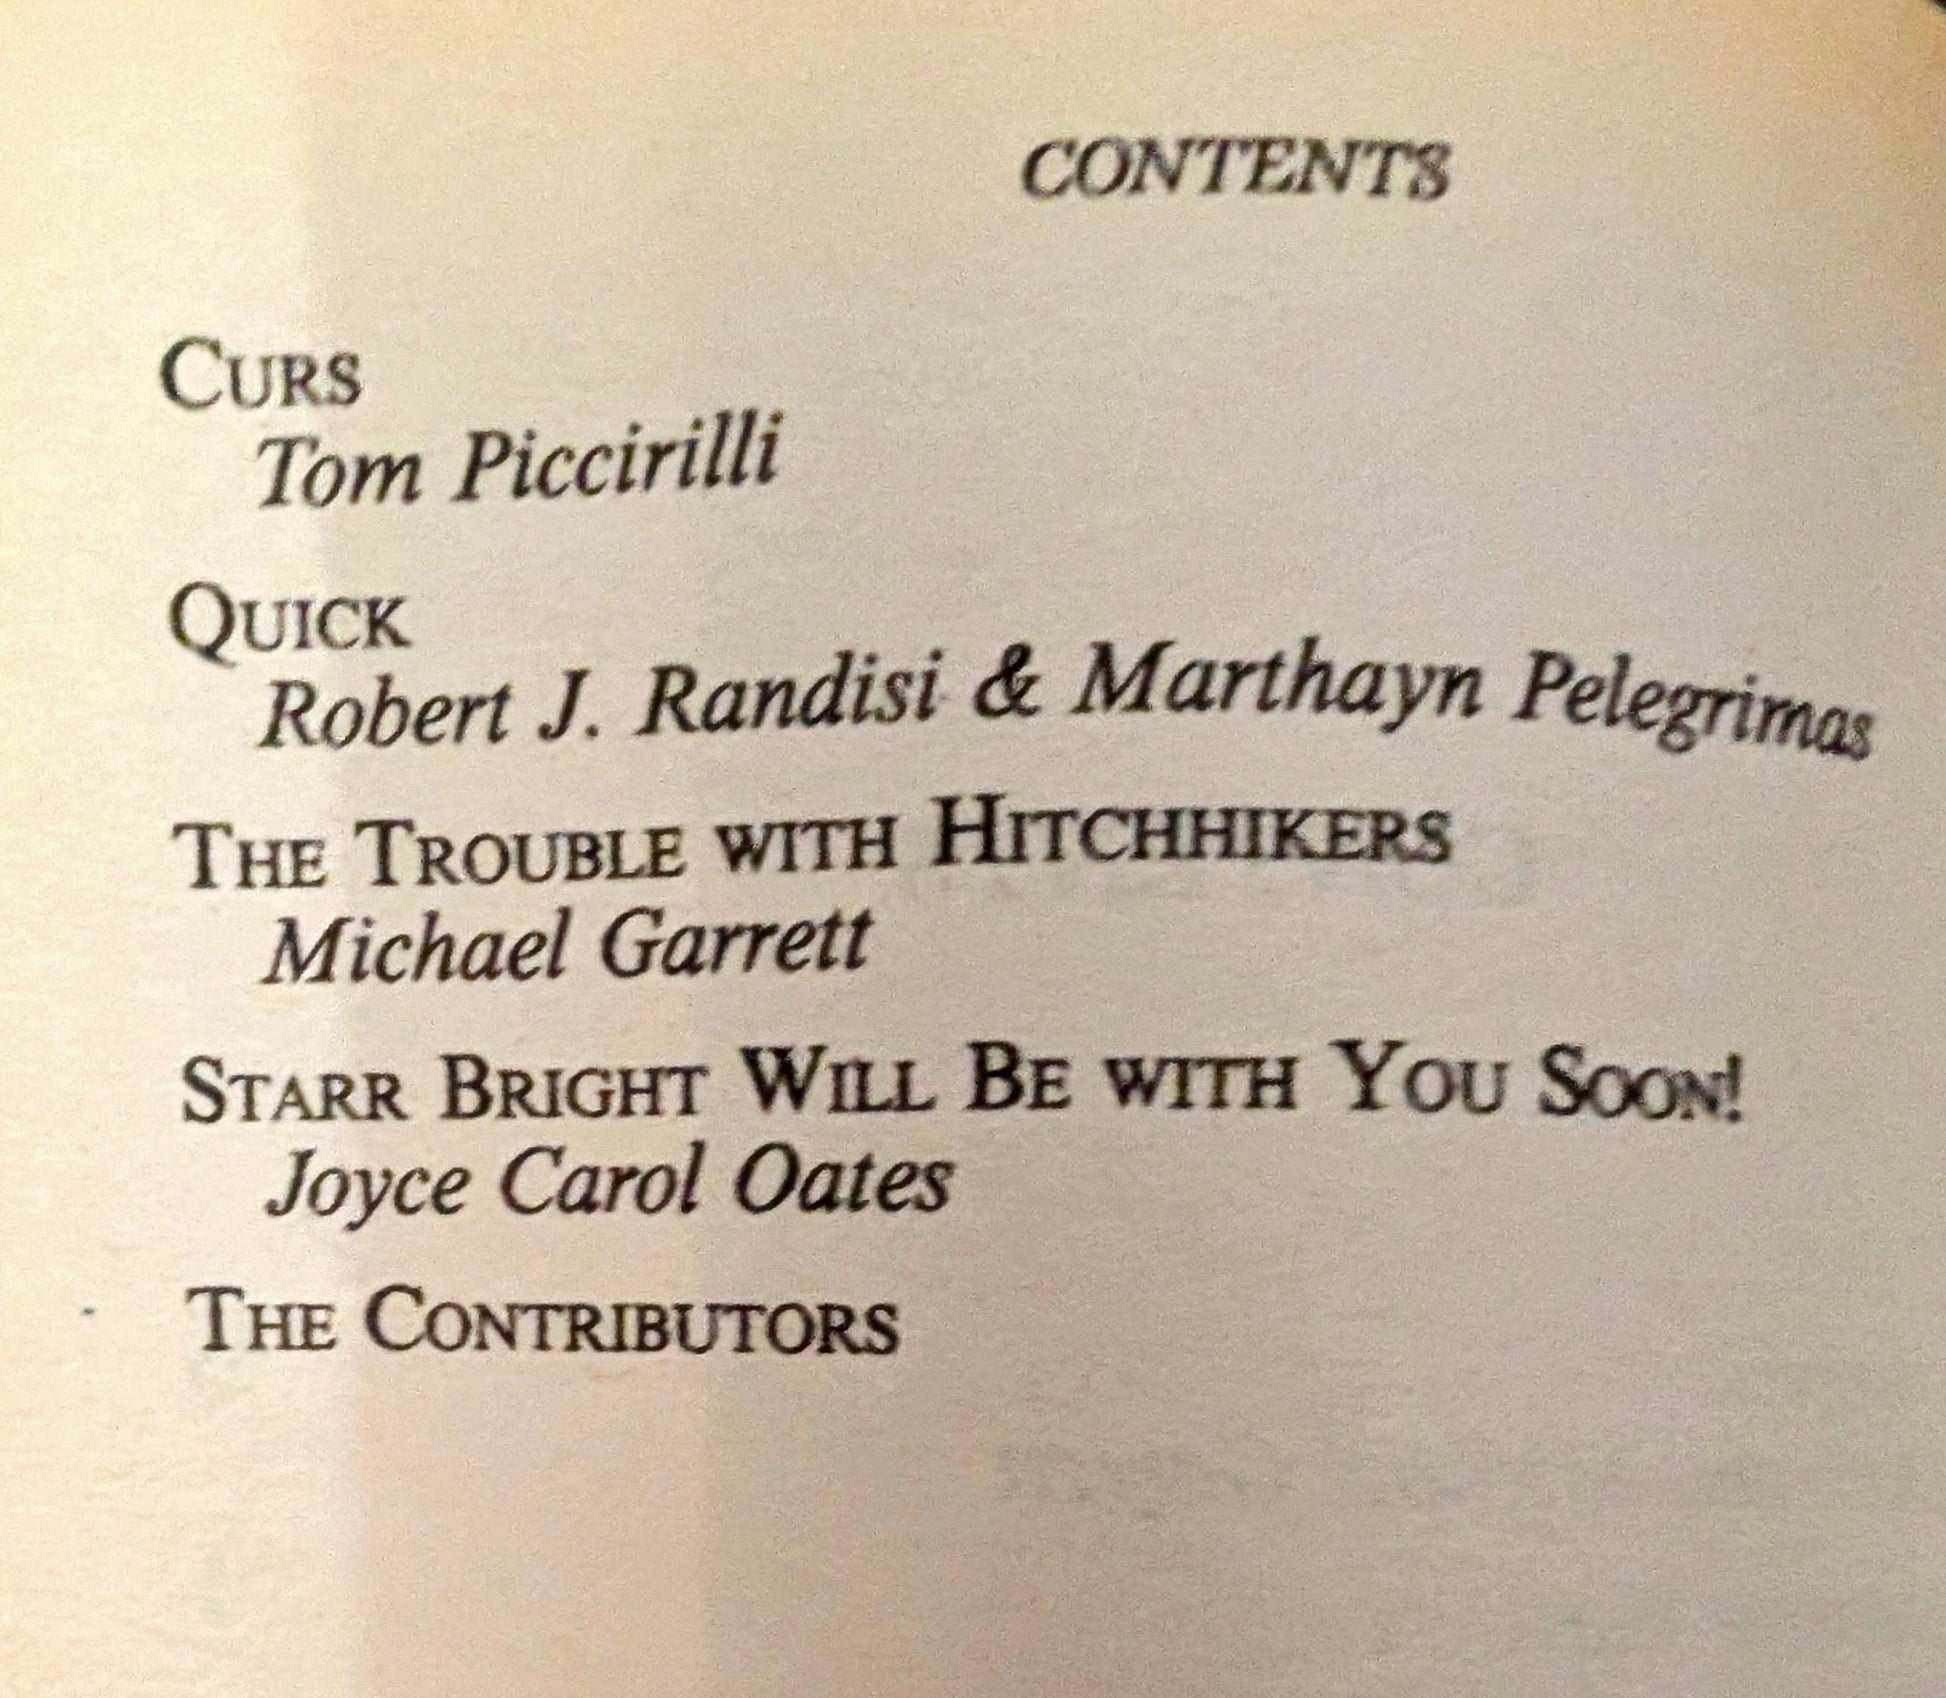 CONTENTS
CURS
Tom Piccirilli
QUICK
Robert J. Randisi & Marthayn Pelegrimas
THE TROUBLE WITH HITCHHIKERS
Michael Garrett
STARR BRIGHT WILL BE WITH YOU SOON!
Joyce Carol Oates
THE CONTRIBUTORS